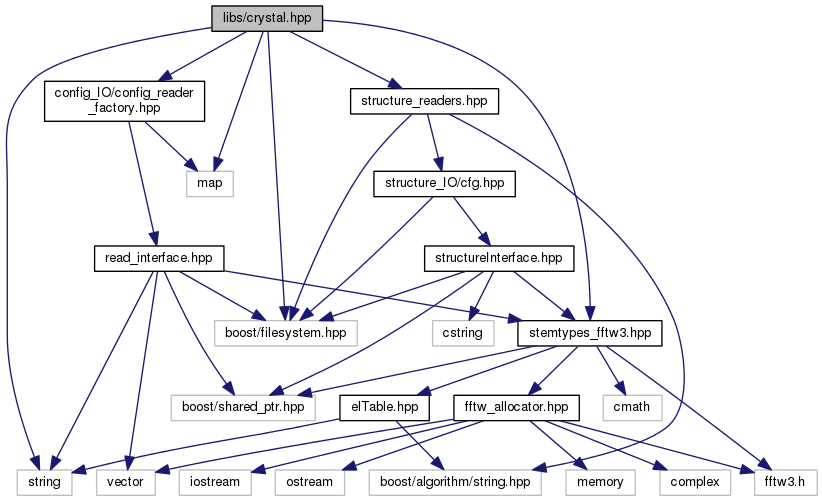 libs/crystal.hpp
config_IO/config_reader
_factory.hpp
structure_readers.hpp
map
structure_IO/cfg.hpp
read_interface.hpp
structureInterface.hpp
boost/filesystem.hpp
cstring
stemtypes_fftw3.hpp
boost/shared_ptr.hpp
elTable.hpp
fftw_allocator.hpp
cmath
string
vector
iostream
ostream
boost/algorithm/string.hpp
memory
complex
fftw3.h